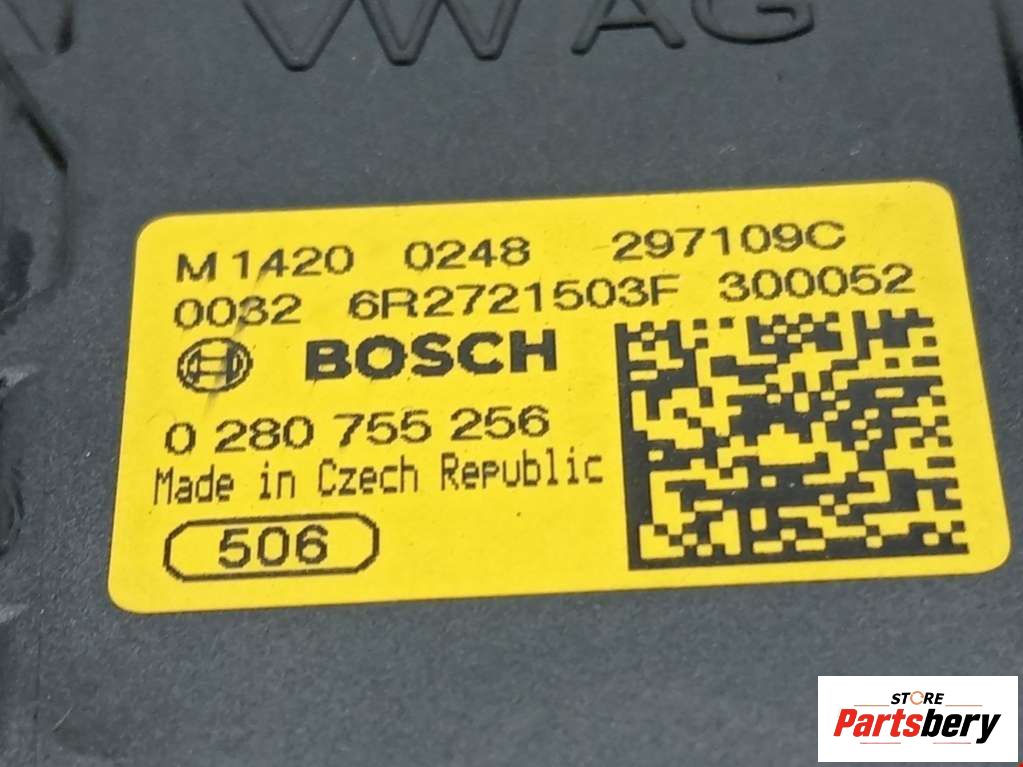 VW AG
M1420 0248 297109C
0032 6R2721503F 300052
BOSCH
0 280 755 256
Made in Czech Republic
506
STORE
Partsbery